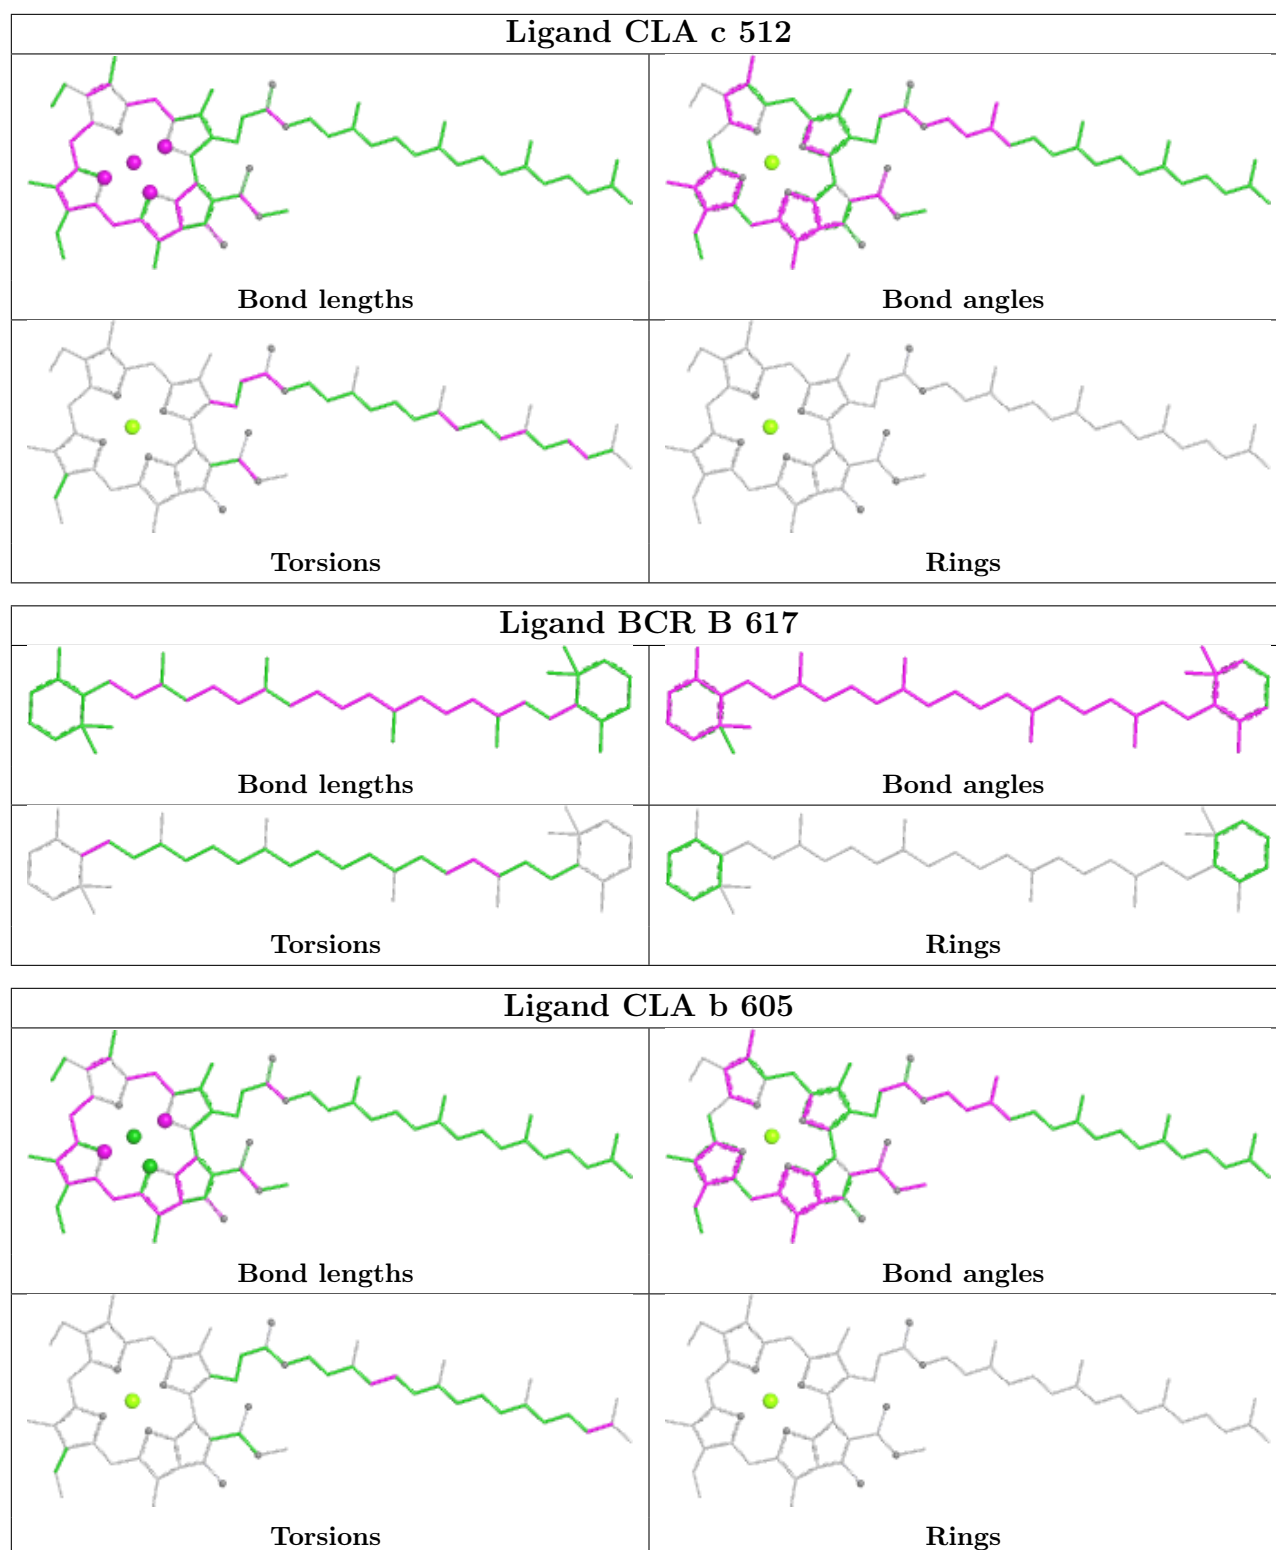 Ligand CLA c 512
Bond lengths
Bond angles
Torsions
Rings
Ligand BCR B 617
Bond lengths
Bond angles
Torsions
Rings
Ligand CLA b 605
Bond lengths
Bond angles
Torsions
Rings